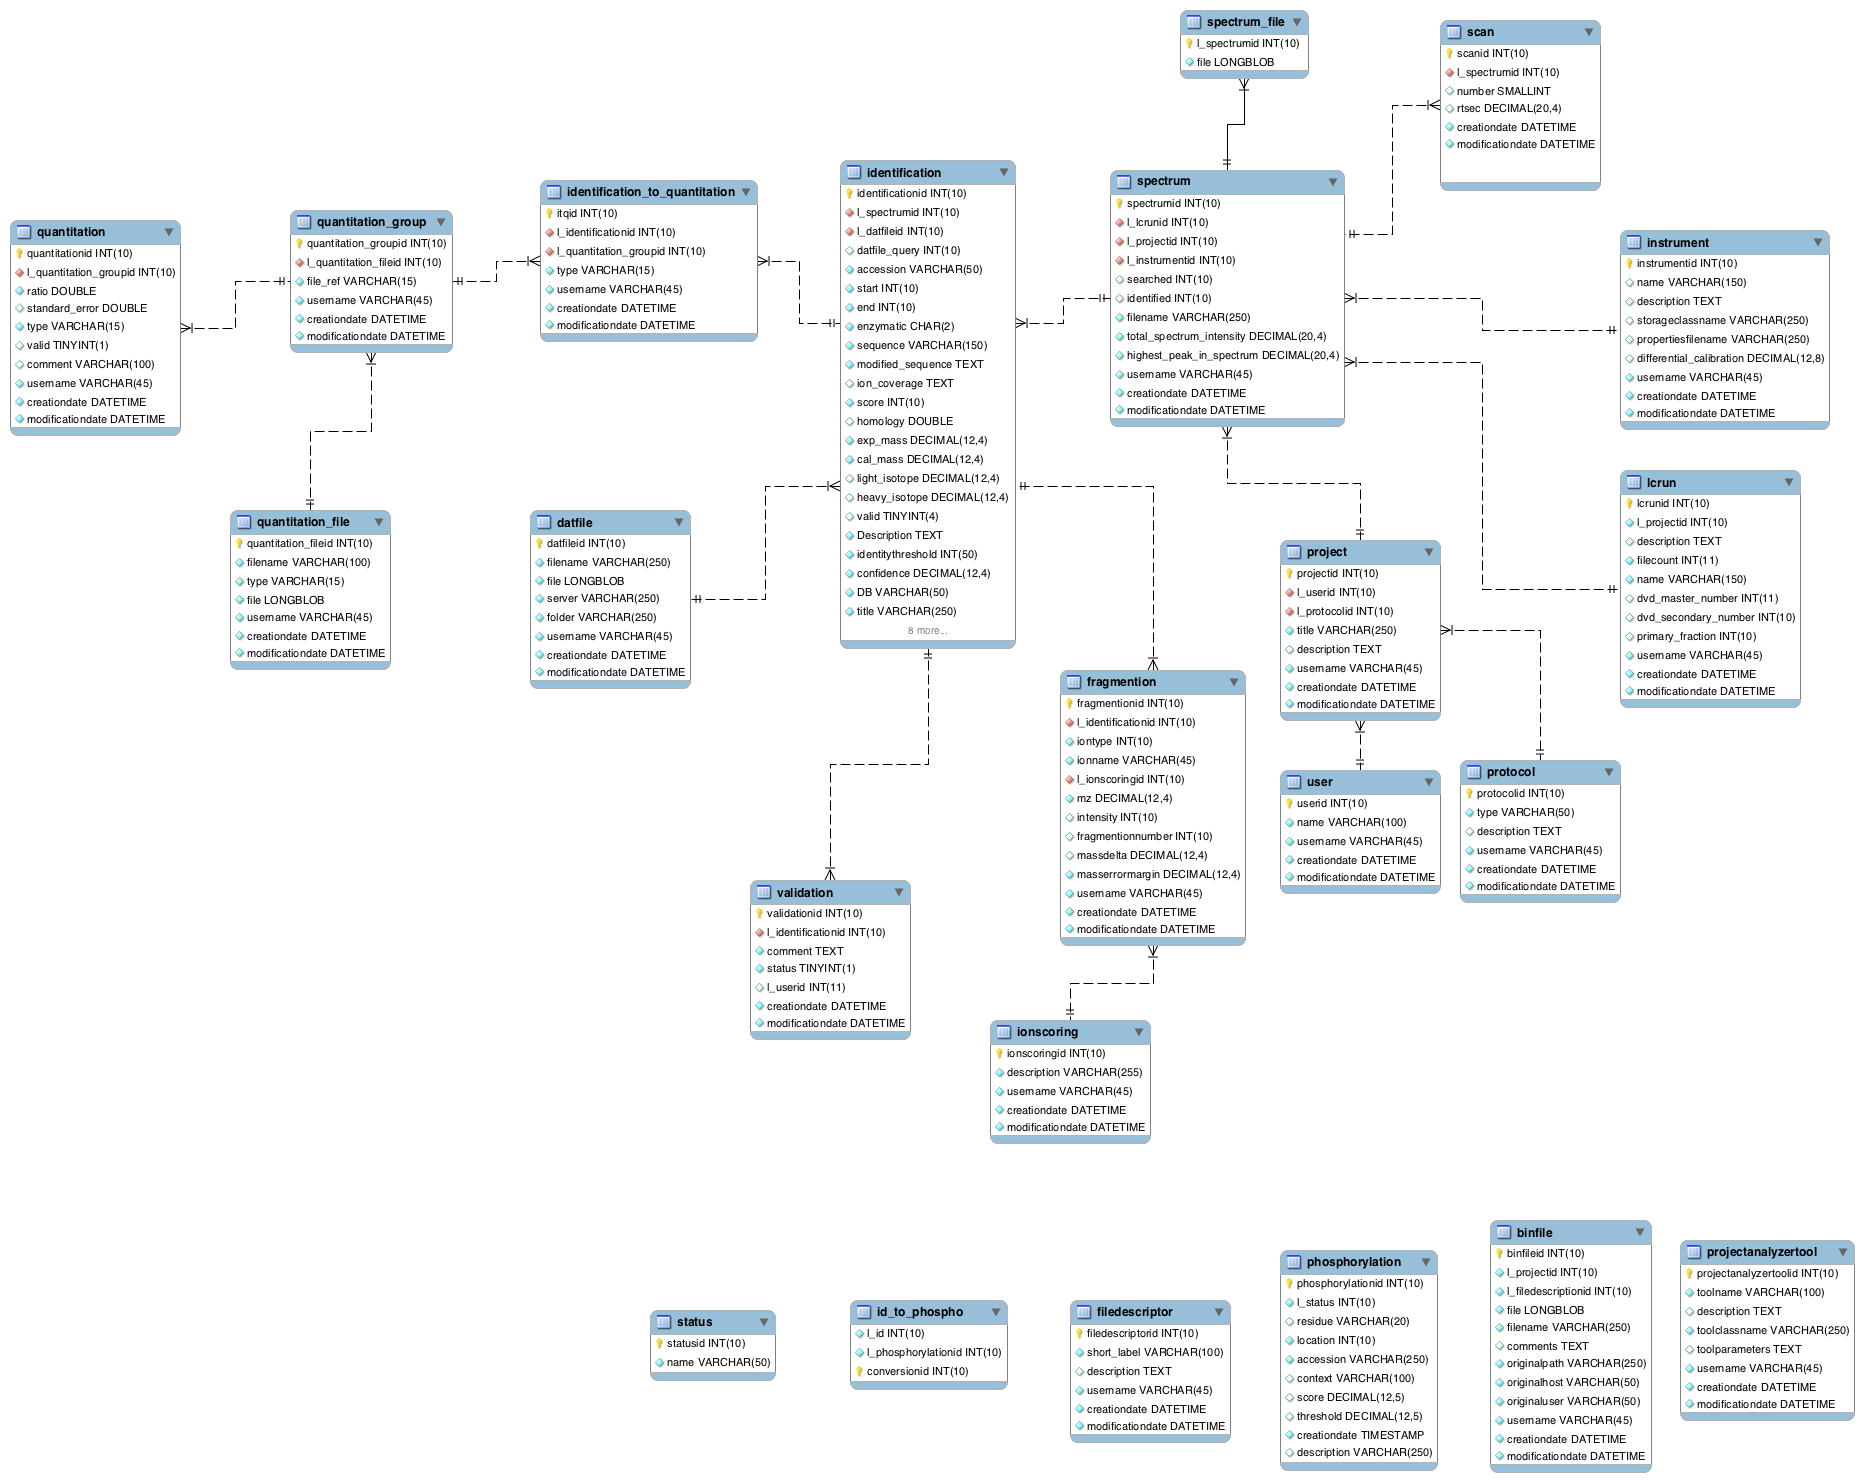 spectrum_file
l_spectrumid INT(10)
file LONGBLOB
scan
scanid INT(10)
l_spectrumid INT(10)
number SMALLINT
rtsec DECIMAL(20,4)
creationdate DATETIME
modificationdate DATETIME
identification
identificationid INT(10)
l_spectrumid INT(10)
l_datfileid INT(10)
datfile_query INT(10)
accession VARCHAR(50)
start INT(10)
end INT(10)
enzymatic CHAR(2)
sequence VARCHAR(150)
modified_sequence TEXT
ion_coverage TEXT
score INT(10)
homology DOUBLE
exp_mass DECIMAL(12,4)
cal_mass DECIMAL(12,4)
light_isotope DECIMAL(12,4)
heavy_isotope DECIMAL(12,4)
valid TINYINT(4)
Description TEXT
identitythreshold INT(50)
confidence DECIMAL(12,4)
DB VARCHAR(50)
title VARCHAR(250)
8 more...
spectrum
spectrumid INT(10)
l_lcrunid INT(10)
l_projectid INT(10)
l_instrumentid INT(10)
searched INT(10)
identified INT(10)
filename VARCHAR(250)
total_spectrum_intensity DECIMAL(20,4)
highest_peak_in_spectrum DECIMAL(20,4)
username VARCHAR(45)
creationdate DATETIME
modificationdate DATETIME
identification_to_quantitation
itqid INT(10)
l_identificationid INT(10)
l_quantitation_groupid INT(10)
type VARCHAR(15)
username VARCHAR(45)
creationdate DATETIME
modificationdate DATETIME
quantitation_group
quantitation_groupid INT(10)
l_quantitation_fileid INT(10)
file_ref VARCHAR(15)
username VARCHAR(45)
creationdate DATETIME
modificationdate DATETIME
quantitation
quantitationid INT(10)
l_quantitation_groupid INT(10)
ratio DOUBLE
standard_error DOUBLE
type VARCHAR(15)
valid TINYINT(1)
comment VARCHAR(100)
username VARCHAR(45)
creationdate DATETIME
modificationdate DATETIME
instrument
instrumentid INT(10)
name VARCHAR(150)
description TEXT
storageclassname VARCHAR(250)
propertiesfilename VARCHAR(250)
differential_calibration DECIMAL(12,8)
username VARCHAR(45)
creationdate DATETIME
modificationdate DATETIME
lcrun
lcrunid INT(10)
l_projectid INT(10)
description TEXT
filecount INT(11)
name VARCHAR(150)
dvd_master_number INT(11)
dvd_secondary_number INT(10)
primary_fraction INT(10)
username VARCHAR(45)
creationdate DATETIME
modificationdate DATETIME
quantitation_file
quantitation_fileid INT(10)
filename VARCHAR(100)
type VARCHAR(15)
file LONGBLOB
username VARCHAR(45)
creationdate DATETIME
modificationdate DATETIME
datfile
datfileid INT(10)
filename VARCHAR(250)
file LONGBLOB
server VARCHAR(250)
folder VARCHAR(250)
username VARCHAR(45)
creationdate DATETIME
modificationdate DATETIME
project
projectid INT(10)
l_userid INT(10)
l_protocolid INT(10)
title VARCHAR(250)
description TEXT
username VARCHAR(45)
creationdate DATETIME
modificationdate DATETIME
fragmention
fragmentionid INT(10)
l_identificationid INT(10)
iontype INT(10)
ionname VARCHAR(45)
l_ionscoringid INT(10)
mz DECIMAL(12,4)
intensity INT(10)
fragmentionnumber INT(10)
massdelta DECIMAL(12,4)
masserrormargin DECIMAL(12,4)
username VARCHAR(45)
creationdate DATETIME
modificationdate DATETIME
user
userid INT(10)
name VARCHAR(100)
username VARCHAR(45)
creationdate DATETIME
modificationdate DATETIME
protocol
protocolid INT(10)
type VARCHAR(50)
description TEXT
username VARCHAR(45)
creationdate DATETIME
modificationdate DATETIME
validation
validationid INT(10)
l_identificationid INT(10)
comment TEXT
status TINYINT(1)
l_userid INT(11)
creationdate DATETIME
modificationdate DATETIME
ionscoring
ionscoringid INT(10)
description VARCHAR(255)
username VARCHAR(45)
creationdate DATETIME
modificationdate DATETIME
status
statusid INT(10)
name VARCHAR(50)
id_to_phospho
l_id INT(10)
l_phosphorylationid INT(10)
conversionid INT(10)
filedescriptor
filedescriptorid INT(10)
short_label VARCHAR(100)
description TEXT
username VARCHAR(45)
creationdate DATETIME
modificationdate DATETIME
phosphorylation
phosphorylationid INT(10)
l_status INT(10)
residue VARCHAR(20)
location INT(10)
accession VARCHAR(250)
context VARCHAR(100)
score DECIMAL(12,5)
threshold DECIMAL(12,5)
creationdate TIMESTAMP
description VARCHAR(250)
binfile
binfileid INT(10)
l_projectid INT(10)
l_filedescriptionid INT(10)
file LONGBLOB
filename VARCHAR(250)
comments TEXT
originalpath VARCHAR(250)
originalhost VARCHAR(50)
originaluser VARCHAR(50)
username VARCHAR(45)
creationdate DATETIME
modificationdate DATETIME
projectanalyzertool
projectanalyzertoolid INT(10)
toolname VARCHAR(100)
description TEXT
toolclassname VARCHAR(250)
toolparameters TEXT
username VARCHAR(45)
creationdate DATETIME
modificationdate DATETIME